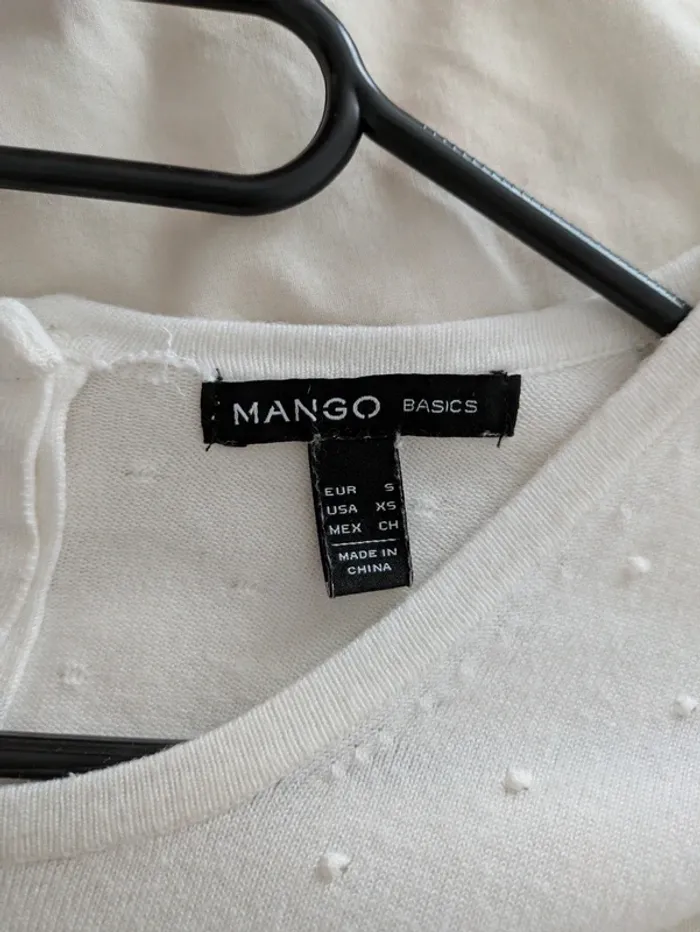 MANGO BASICS
EUR S
USA XS
MEX CH
MADE IN
CHINA